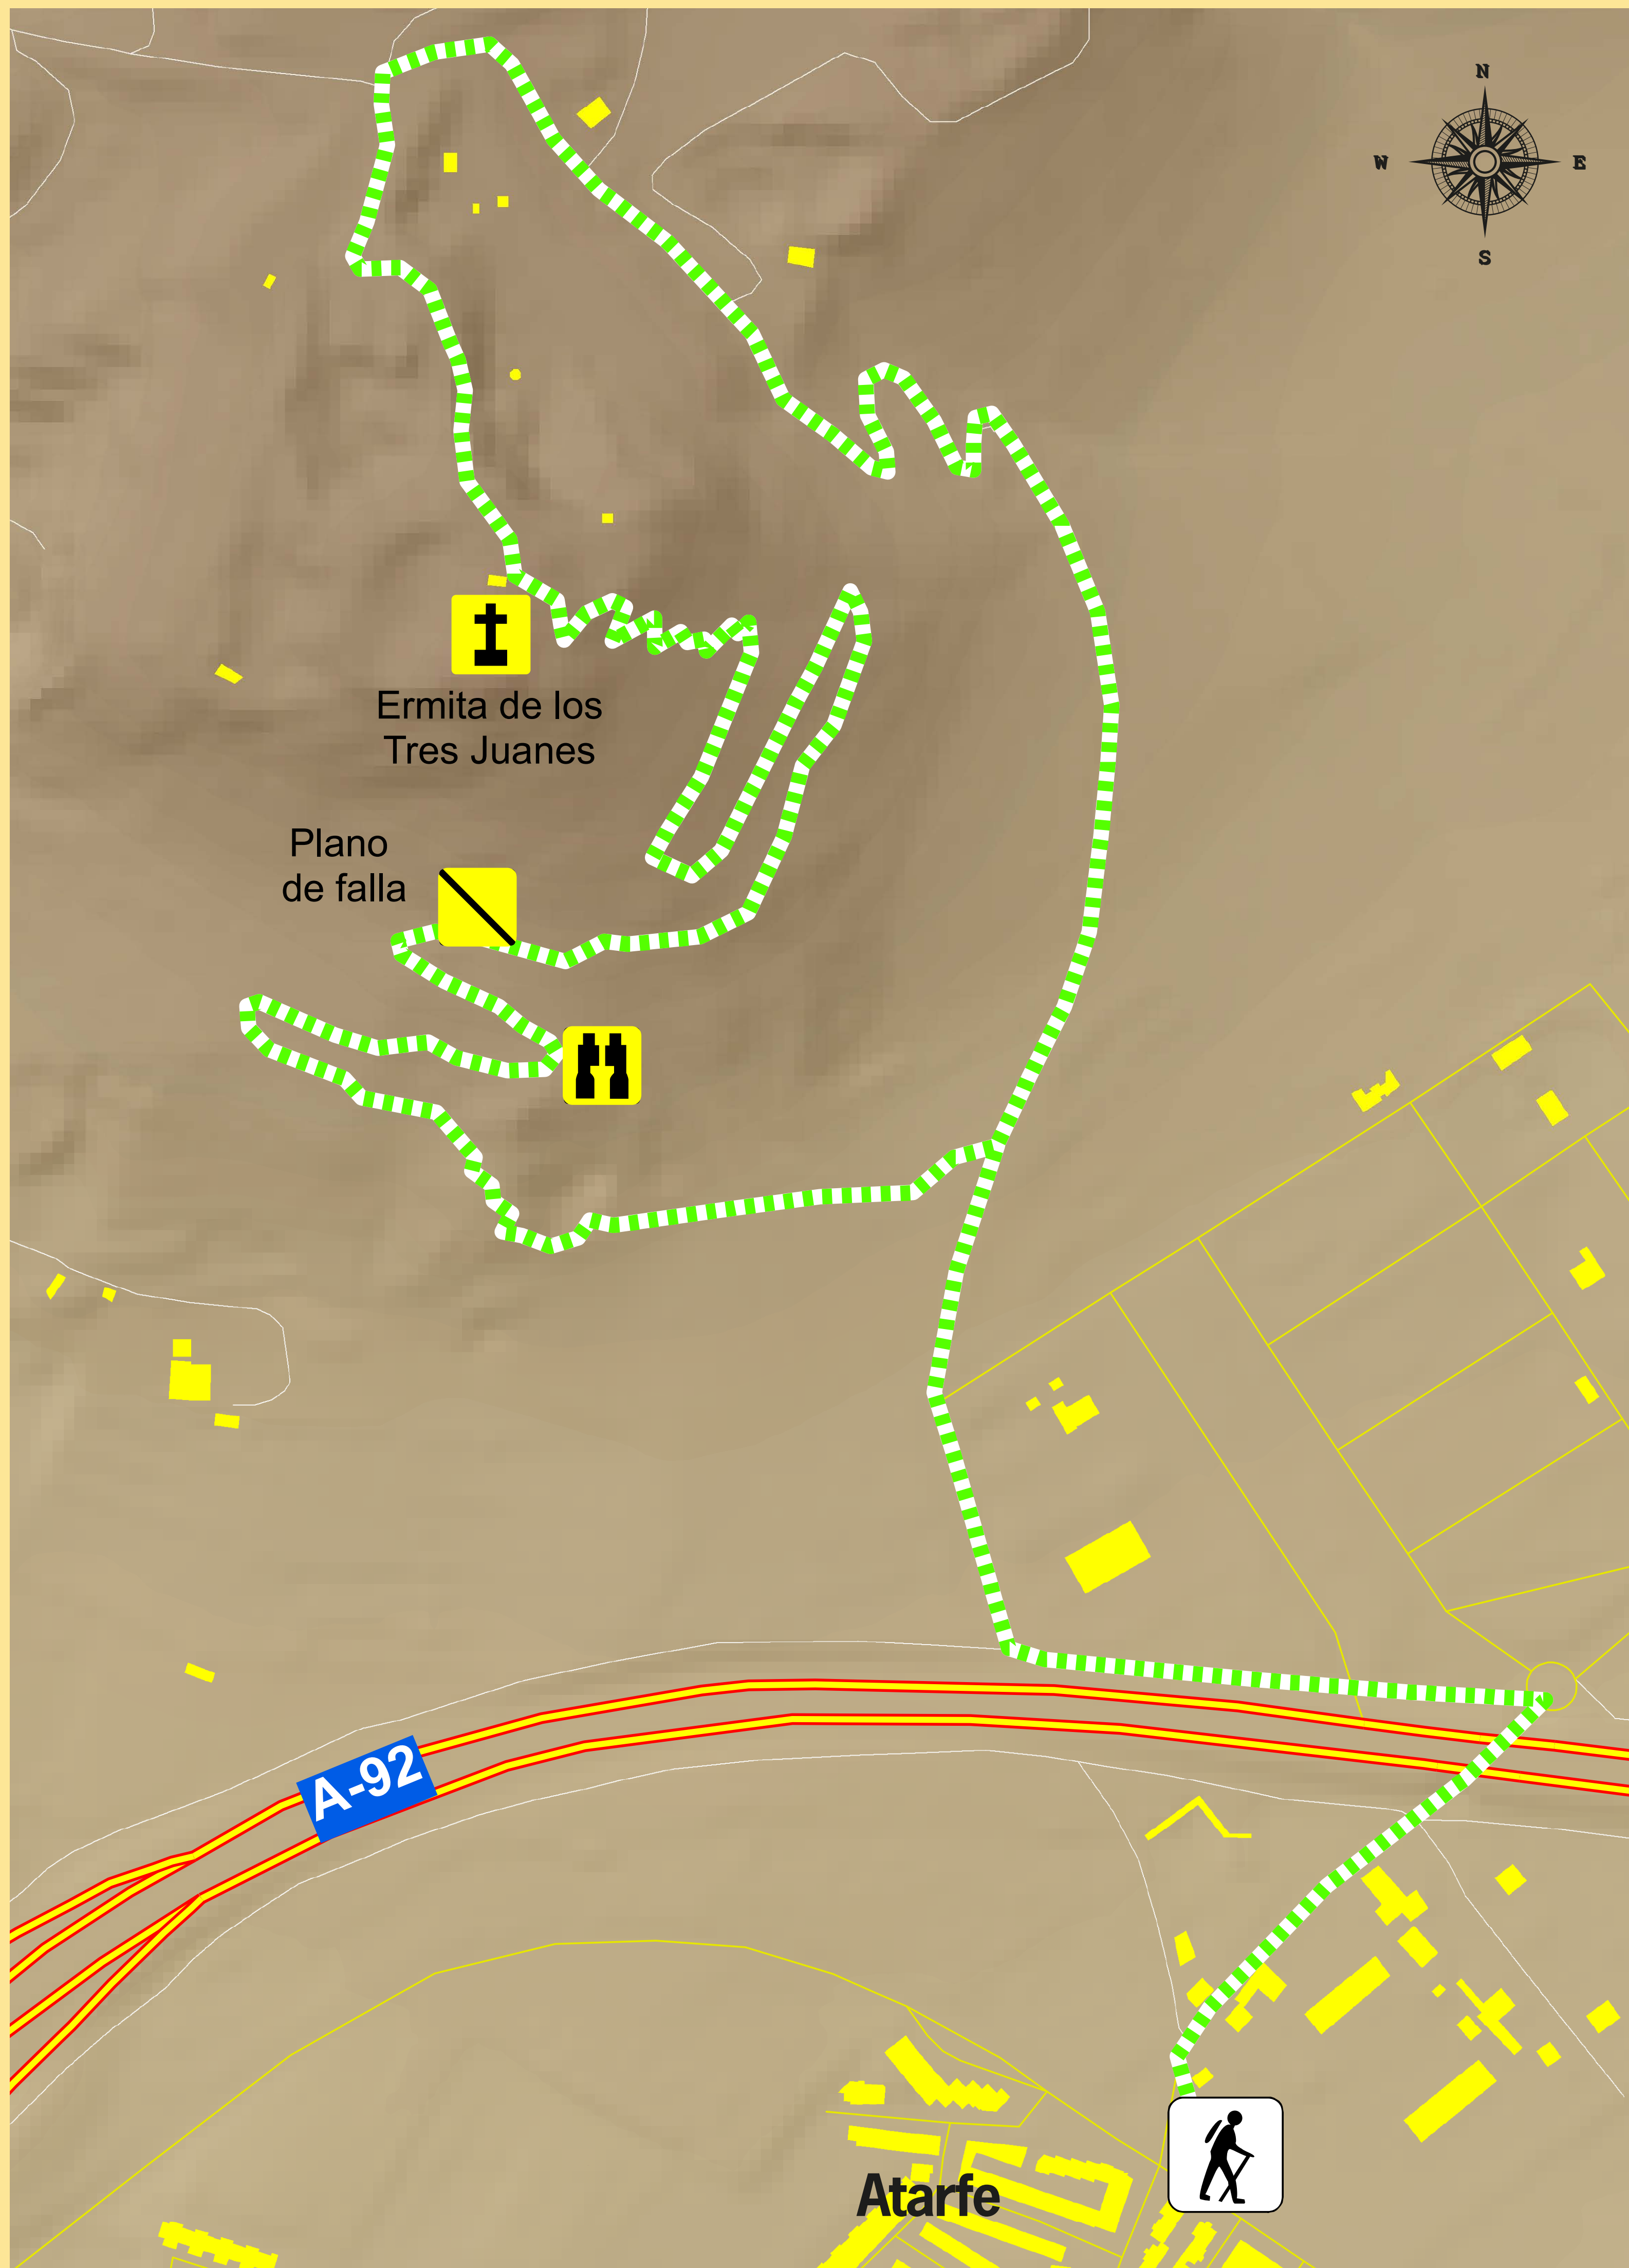 N
W
E
S
Ermita de los
Tres Juanes
Plano
de falla
A-92
Atarfe